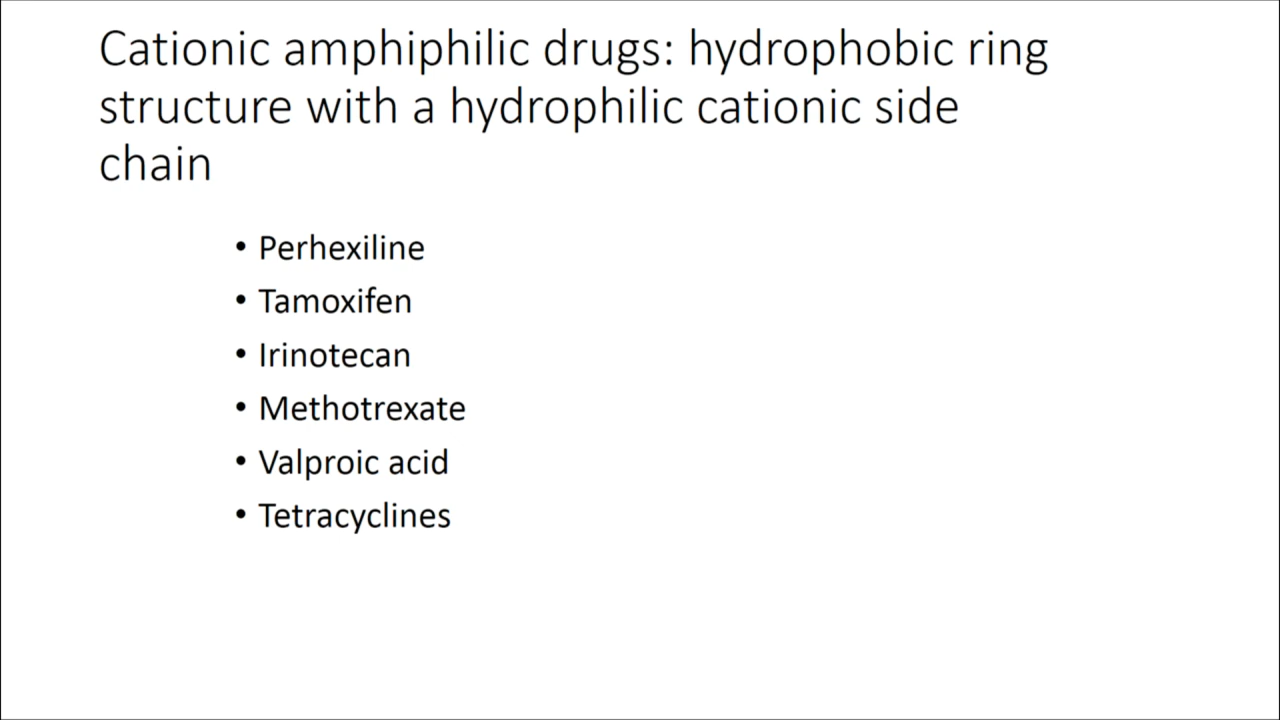 Cationic amphiphilic drugs: hydrophobic ring
structure with a hydrophilic cationic side
chain
• Perhexiline
• Tamoxifen
• Irinotecan
• Methotrexate
• Valproic acid
• Tetracyclines